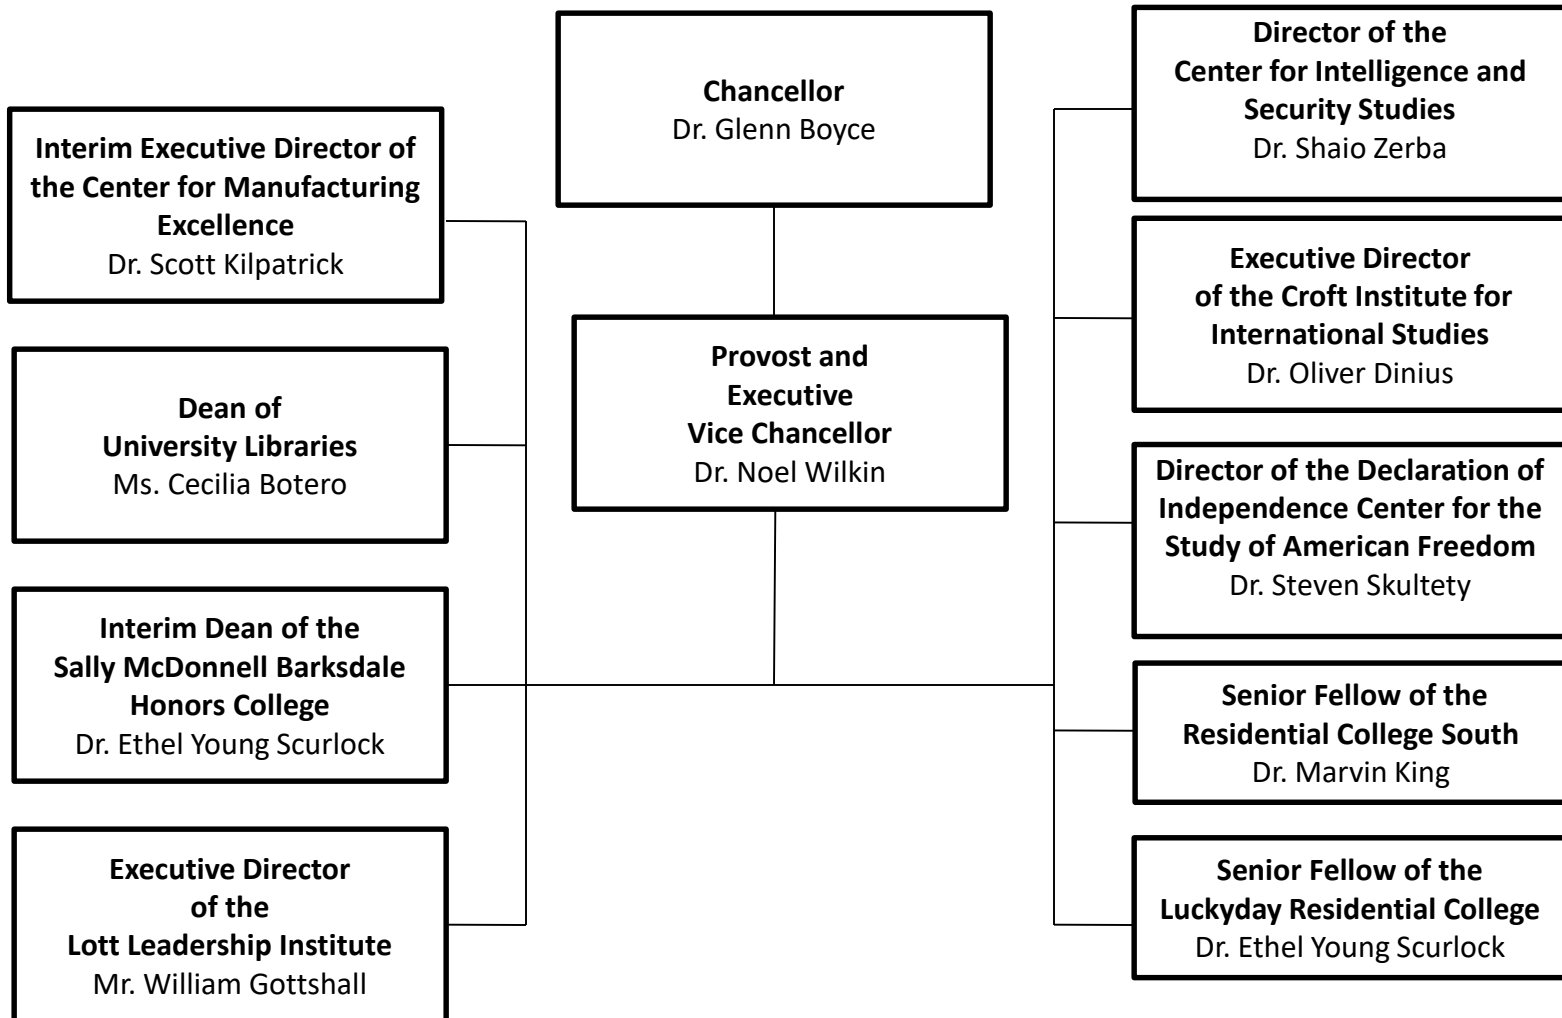 Chancellor
Dr. Glenn Boyce
Provost and
Executive
Vice Chancellor
Dr. Noel Wilkin
Interim Executive Director of
the Center for Manufacturing
Excellence
Dr. Scott Kilpatrick
Dean of
University Libraries
Ms. Cecilia Botero
Interim Dean of the
Sally McDonnell Barksdale
Honors College
Dr. Ethel Young Scurlock
Executive Director
of the
Lott Leadership Institute
Mr. William Gottshall
Director of the
Center for Intelligence and
Security Studies
Dr. Shaio Zerba
Executive Director
of the Croft Institute for
International Studies
Dr. Oliver Dinius
Director of the Declaration of
Independence Center for the
Study of American Freedom
Dr. Steven Skultety
Senior Fellow of the
Residential College South
Dr. Marvin King
Senior Fellow of the
Luckyday Residential College
Dr. Ethel Young Scurlock